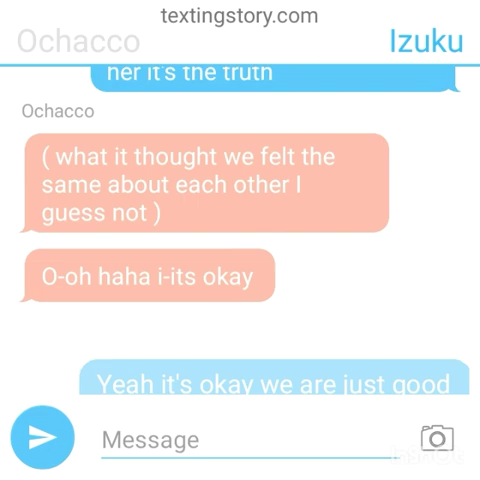 textingstory.com
Ochacco
Izuku
her it's the truth
Ochacco
( what it thought we felt the
same about each other I
guess not )
O-oh haha i-its okay
Yeah it's okay we are just good
Message